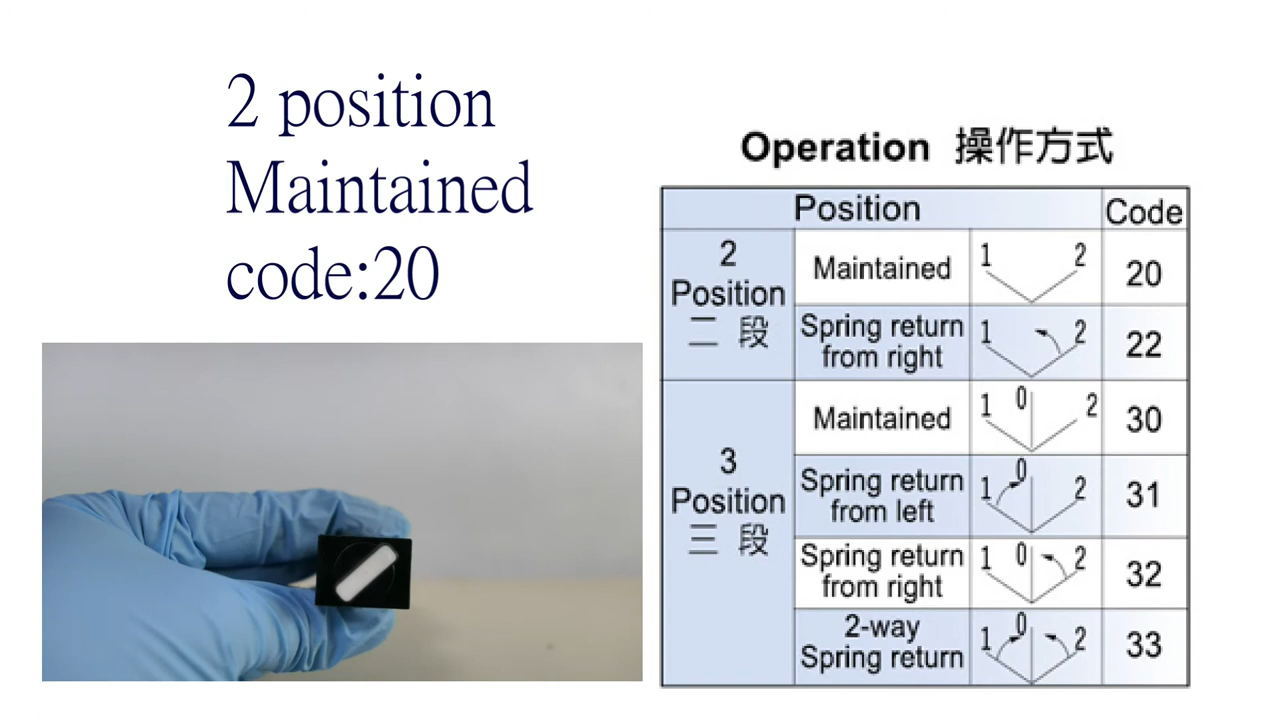 2 position
Maintained
code:20
Operation 操作方式
Position Code
2
Position
二 段
Maintained 1 2 20
Spring return
from right 1 2 22
3
Position
三 段
Maintained 1 0 2 30
Spring return
from left 1 0 2 31
Spring return
from right 1 0 2 32
2-way
Spring return 1 0 2 33